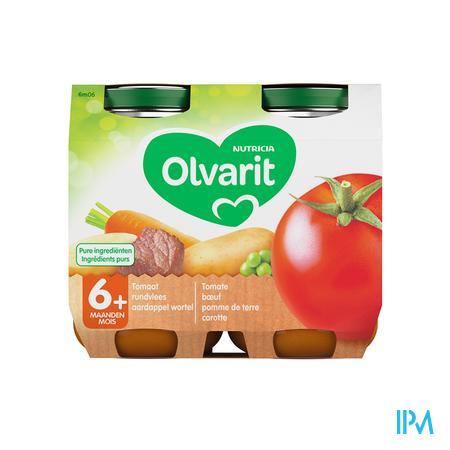 6m06
NUTRICIA
Olvarit
Pure ingrediënten
Ingrédients purs
6+
MAANDEN
MOIS
Tomaat
rundvlees
aardappel wortel
Tomate
bœuf
pomme de terre
carotte
IPM